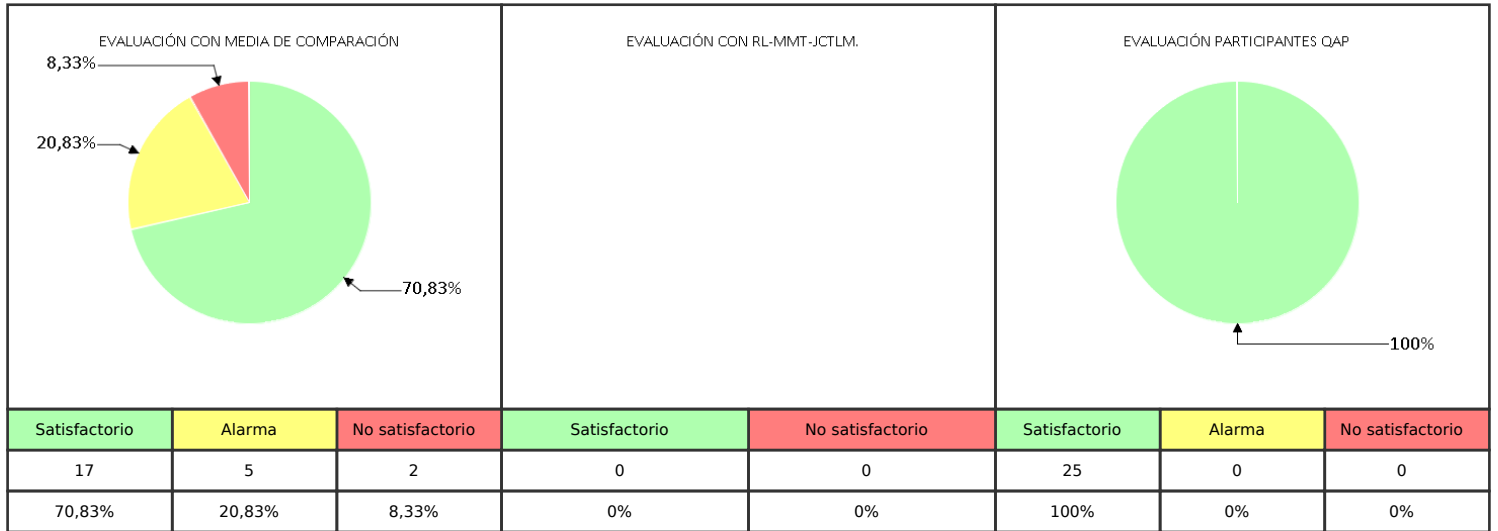 EVALUACIÓN CON MEDIA DE COMPARACIÓN
8,33%
20,83%
70,83%
EVALUACIÓN CON RL-MMT-JCTLM.
EVALUACIÓN PARTICIPANTES QAP
100%
Satisfactorio Alarma No satisfactorio Satisfactorio No satisfactorio Satisfactorio Alarma No satisfactorio
17 5 2 0 0 25 0 0
70,83% 20,83% 8,33% 0% 0% 100% 0% 0%